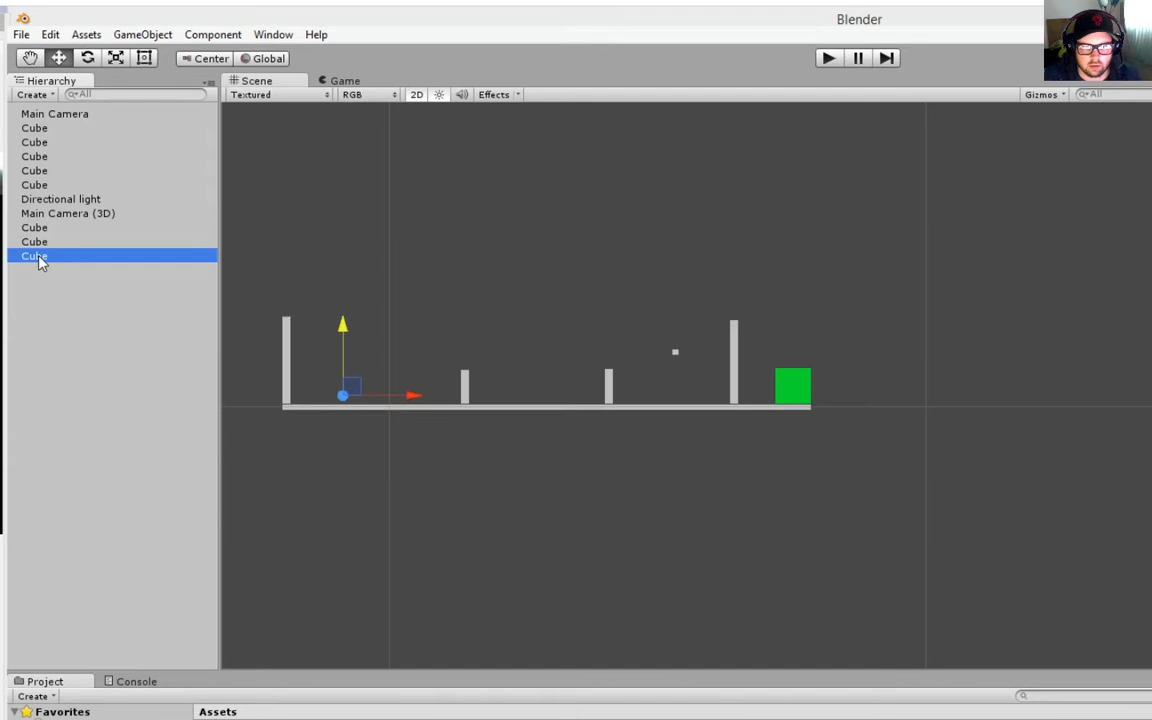 Blender
File Edit Assets GameObject Component Window Help
Center Global
Hierarchy Scene Game
Create All Textured RGB 2D Effects Gizmos All
Main Camera
Cube
Cube
Cube
Cube
Cube
Directional light
Main Camera (3D)
Cube
Cube
Cube
Project Console
Create
Favorites Assets